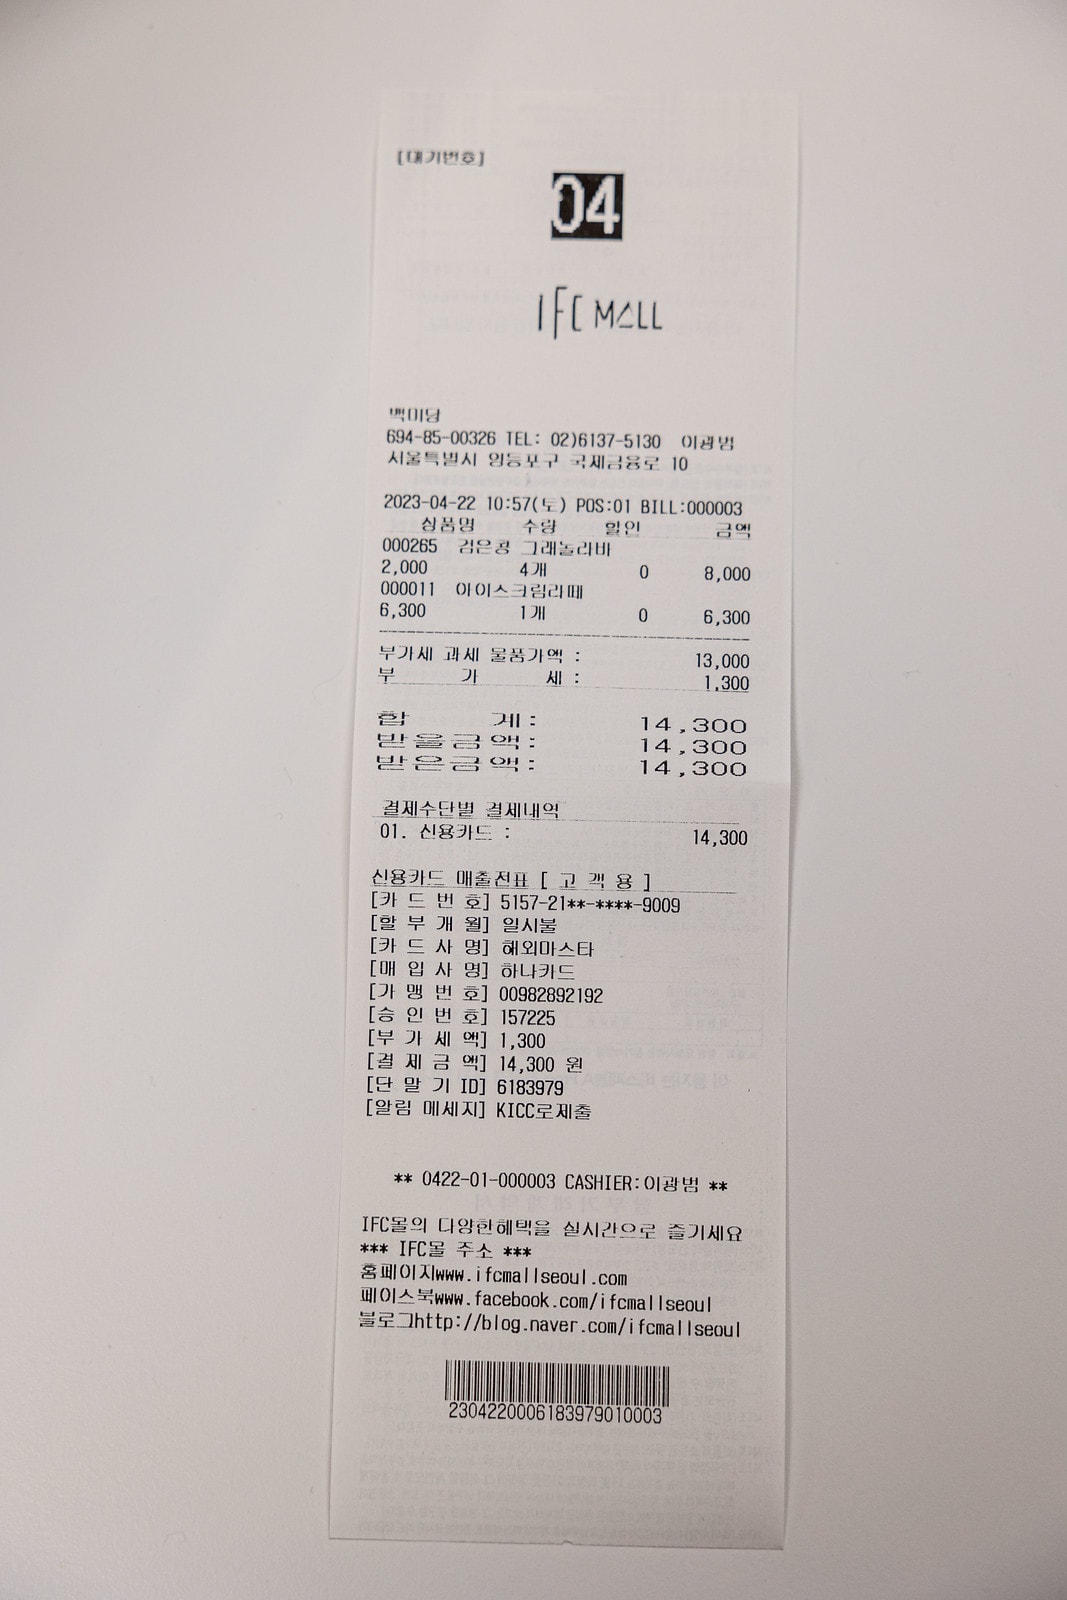 [대기번호]
04
IFC MALL
백미당
694-85-00326 TEL: 02)6137-5130 이광범
서울특별시 영등포구 국제금융로 10
2023-04-22 10:57(토) POS:01 BILL:000003
상품명 수량 할인 금액
000265 검은콩 그래놀라바
2,000 4개 0 8,000
000011 아이스크림라떼
6,300 1개 0 6,300
부가세 과세 물품가액 : 13,000
부 가 세 : 1,300
합 계 : 14,300
받을금액 : 14,300
받은금액 : 14,300
결제수단별 결제내역
01. 신용카드 : 14,300
신용카드 매출전표 [ 고 객 용 ]
[카 드 번 호] 5157-21**-****-9009
[할 부 개 월] 일시불
[카 드 사 명] 해외마스타
[매 입 사 명] 하나카드
[가 맹 번 호] 00982892192
[승 인 번 호] 157225
[부 가 세 액] 1,300
[결 제 금 액] 14,300 원
[단 말 기 ID] 6183979
[알림 메세지] KICC로제출
** 0422-01-000003 CASHIER:이광범 **
IFC몰의 다양한혜택을 실시간으로 즐기세요
*** IFC몰 주소 ***
홈페이지www.ifcmallseoul.com
페이스북www.facebook.com/ifcmallseoul
블로그http://blog.naver.com/ifcmallseoul
2304220006183979010003